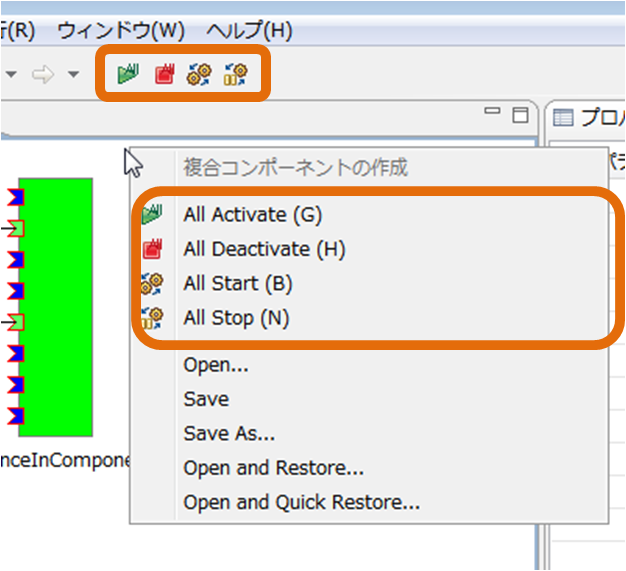 行(R) ウィンドウ(W) ヘルプ(H)
プロパ
複合コンポーネントの作成
All Activate (G)
All Deactivate (H)
All Start (B)
All Stop (N)
Open...
Save
Save As...
Open and Restore...
Open and Quick Restore...
nceInCompone